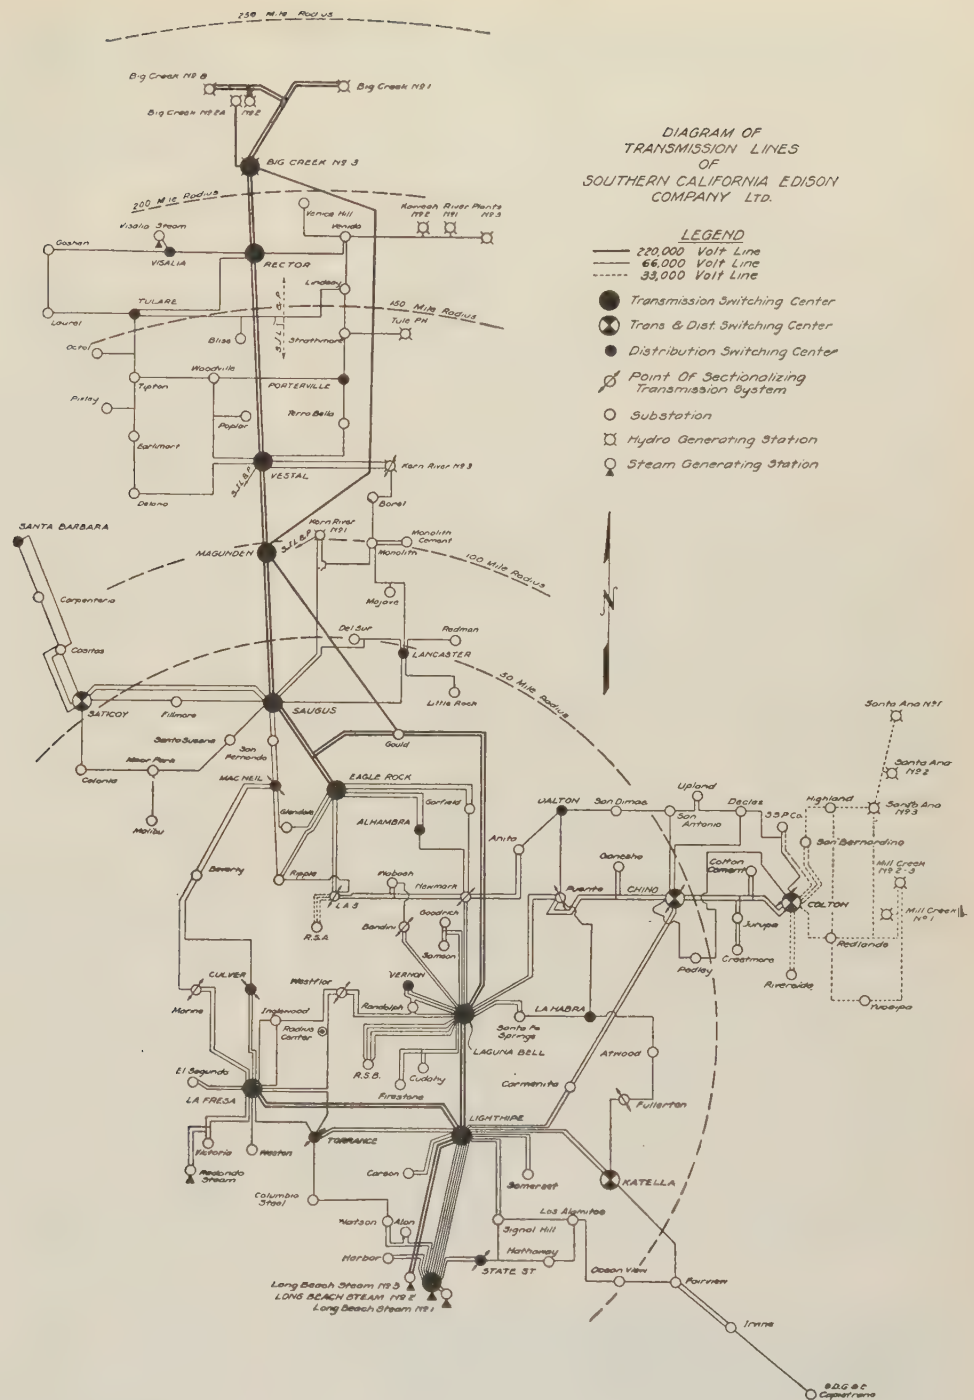 250 Mile Radius
Big Creek Nº 8
Big Creek Nº 1
Big Creek Nº 2A
Nº 2
BIG CREEK Nº 3
DIAGRAM OF
TRANSMISSION LINES
OF
SOUTHERN CALIFORNIA EDISON
COMPANY LTD.
LEGEND
220,000 Volt Line
66,000 Volt Line
33,000 Volt Line
Transmission Switching Center
Trans & Dist. Switching Center
Distribution Switching Center
Point Of Sectionalizing
Transmission System
Substation
Hydro Generating Station
Steam Generating Station
200 Mile Radius
Venice Hill
Kaweah River Plants
Nº 2
Nº 1
Nº 3
Visalia Steam
Venida
Goshen
VISALIA
RECTOR
Lindsay
TULARE
S.J.L.&P.
150 Mile Radius
Laurel
Tule PH
Octol
Bliss
Strathmore
Woodville
Tipton
PORTERVILLE
Pixley
Poplar
Terra Bella
Earlimart
Kern River Nº 3
VESTAL
S.J.L.&P.
Delano
Borel
SANTA BARBARA
Kern River
Nº 1
Monolith
Cement
MAGUNDEN
S.J.L.&P.
Monolith
100 Mile Radius
N
Carpenteria
Mojave
Del Sur
Rodman
Casitas
LANCASTER
50 Mile Radius
SATICOY
Fillmore
SAUGUS
Little Rock
Santa Ana Nº 1
Santa Susana
San
Fernando
Gould
Santa Ana
Nº 2
Colonia
Moor Park
MAC NEIL
EAGLE ROCK
Upland
Malibu
Glendale
ALHAMBRA
Garfield
DALTON
San Dimas
San
Antonio
Declez
Highland
Santa Ana
Nº 3
S.S.P.Co.
Anita
San Bernardino
Beverly
Ripple
Wabash
Newmark
Ganesha
Colton
Cement
Mill Creek
Nº 2-3
L.A.3
Puente
CHINO
COLTON
R.S.A.
Bandini
Goodrich
Jurupa
Mill Creek
Nº 1
Samson
Pedley
Crestmore
Redlands
CULVER
Westflor
VERNON
Riverside
Marine
Inglewood
Randolph
LA HABRA
Yucaipa
Radius
Center
Santa Fe
Springs
El Segundo
R.S.B.
LAGUNA BELL
Cudahy
Atwood
LA FRESA
Firestone
Carmenita
Fullerton
LIGHTHIPE
Victoria
Weston
TORRANCE
Redondo
Steam
Carson
Somerset
KATELLA
Columbia
Steel
Watson
Alon
Los Alamitos
Signal Hill
Harbor
Hathaway
STATE ST
Ocean View
Fairview
Long Beach Steam Nº 3
LONG BEACH STEAM Nº 2
Long Beach Steam Nº 1
Irvine
S.D.G.& E.
Capistrano